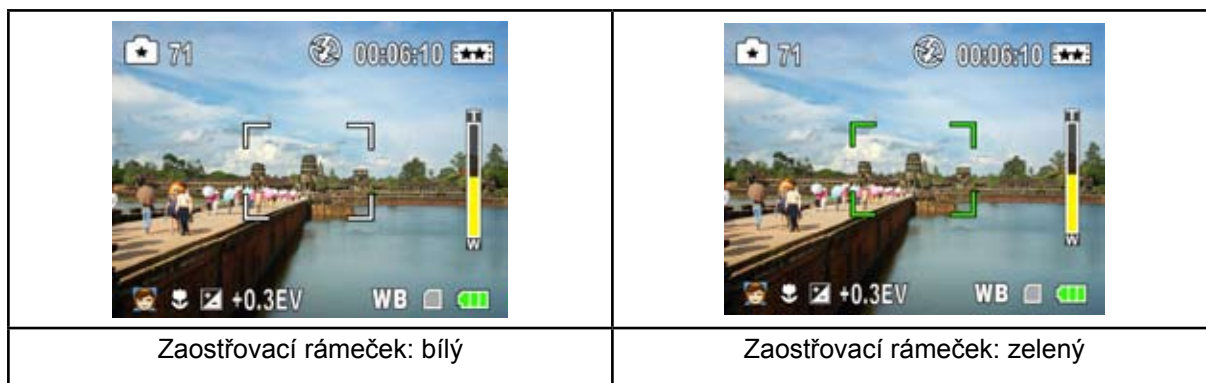 71 00:06:10
T
W
+0.3EV WB
Zaostřovací rámeček: bílý
71 00:06:10
T
W
+0.3EV WB
Zaostřovací rámeček: zelený